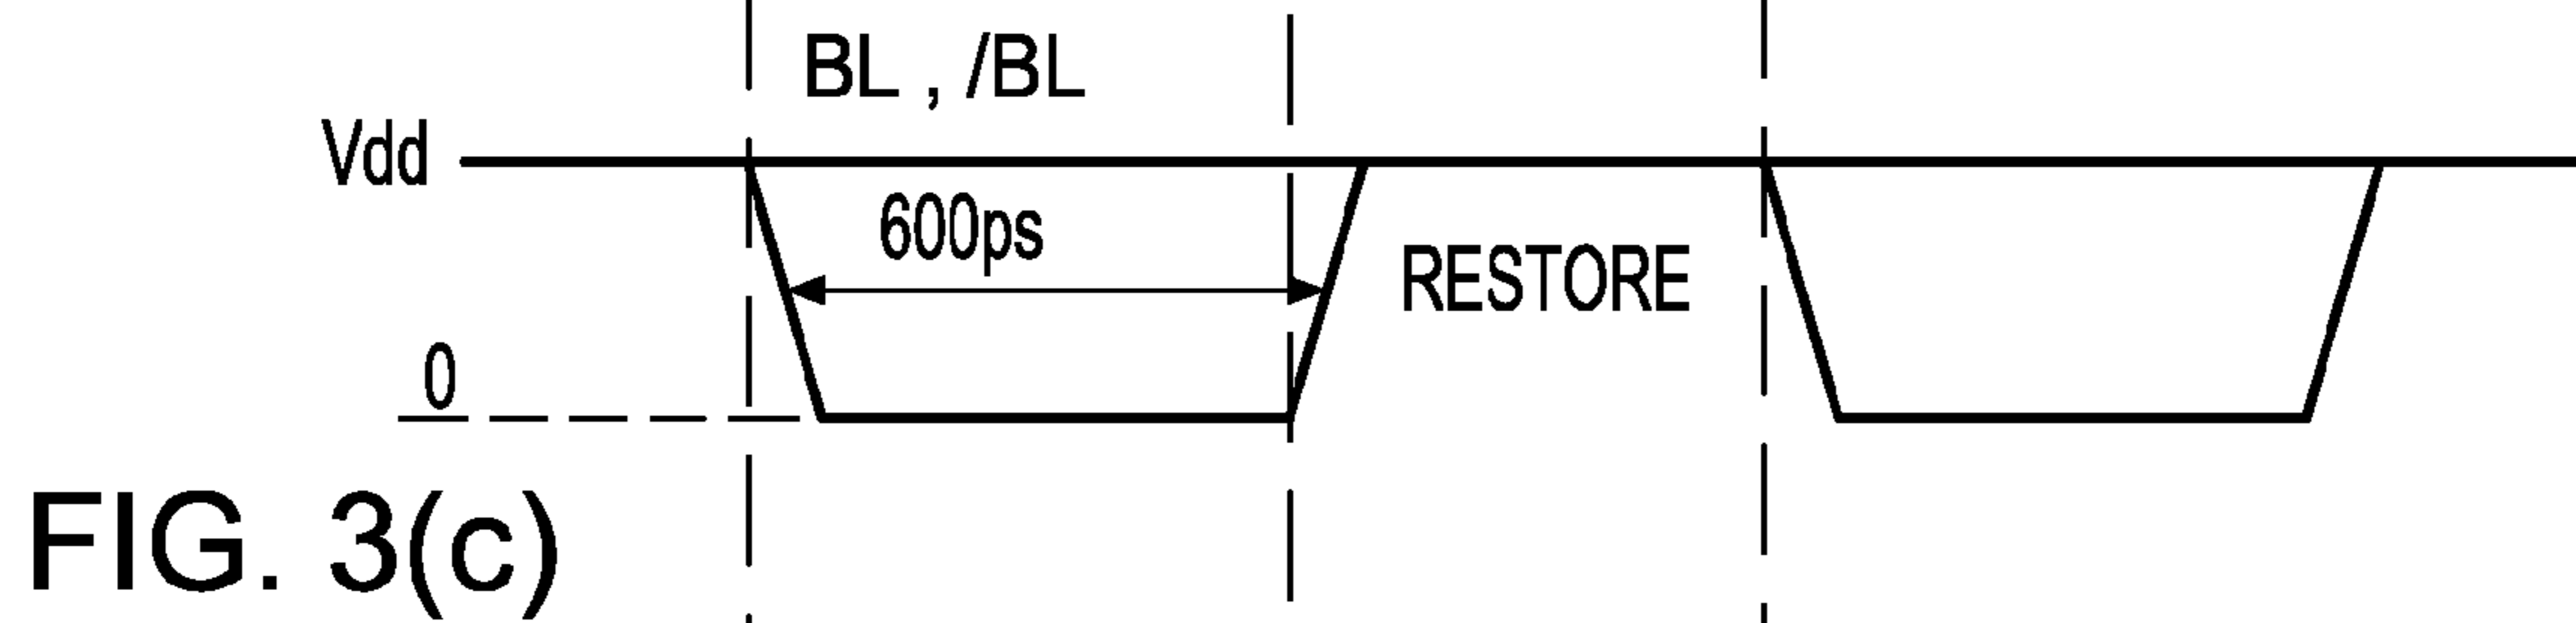 BL , /BL
Vdd
600ps
RESTORE
0
FIG. 3(c)